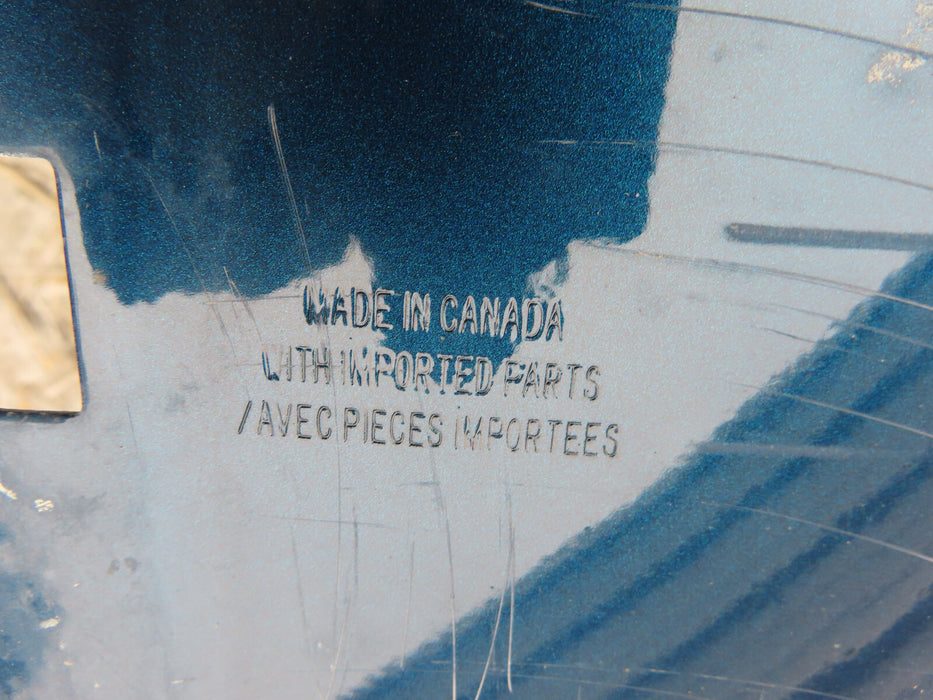 MADE IN CANADA
WITH IMPORTED PARTS
/AVEC PIECES IMPORTEES